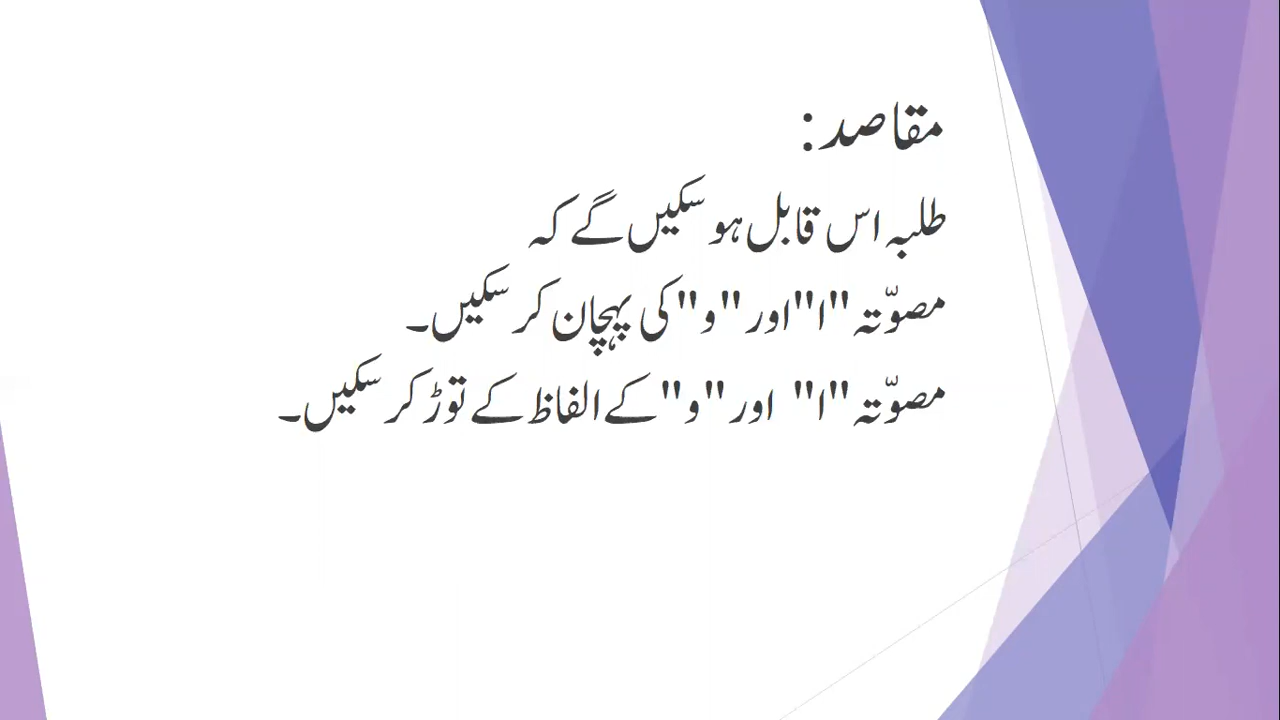 مقاصد:
طلبہ اس قابل ہو سکیں گے کہ
مصوّتہ "ا" اور "و" کی پہچان کر سکیں۔
مصوّتہ "ا" اور "و" کے الفاظ کے توڑ کر سکیں۔